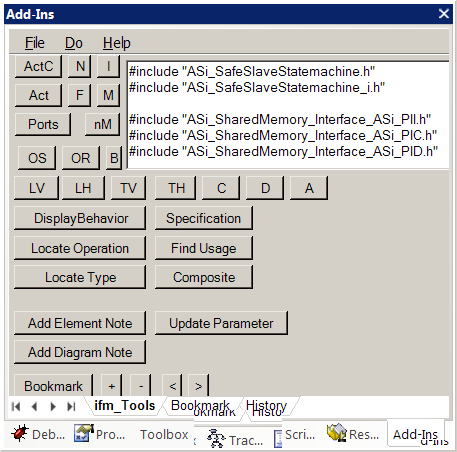 Add-Ins
File Do Help
ActC N I
#include "ASi_SafeSlaveStatemachine.h"
#include "ASi_SafeSlaveStatemachine_i.h"
Act F M
#include "ASi_SharedMemory_Interface_ASi_PII.h"
Ports nM
#include "ASi_SharedMemory_Interface_ASi_PIC.h"
#include "ASi_SharedMemory_Interface_ASi_PID.h"
OS OR B
LV LH TV TH C D A
DisplayBehavior Specification
Locate Operation Find Usage
Locate Type Composite
Add Element Note Update Parameter
Add Diagram Note
Bookmark + - < >
ifm_Tools Bookmark History
Deb... Pro... Toolbox Trac... Scri... Res... Add-Ins